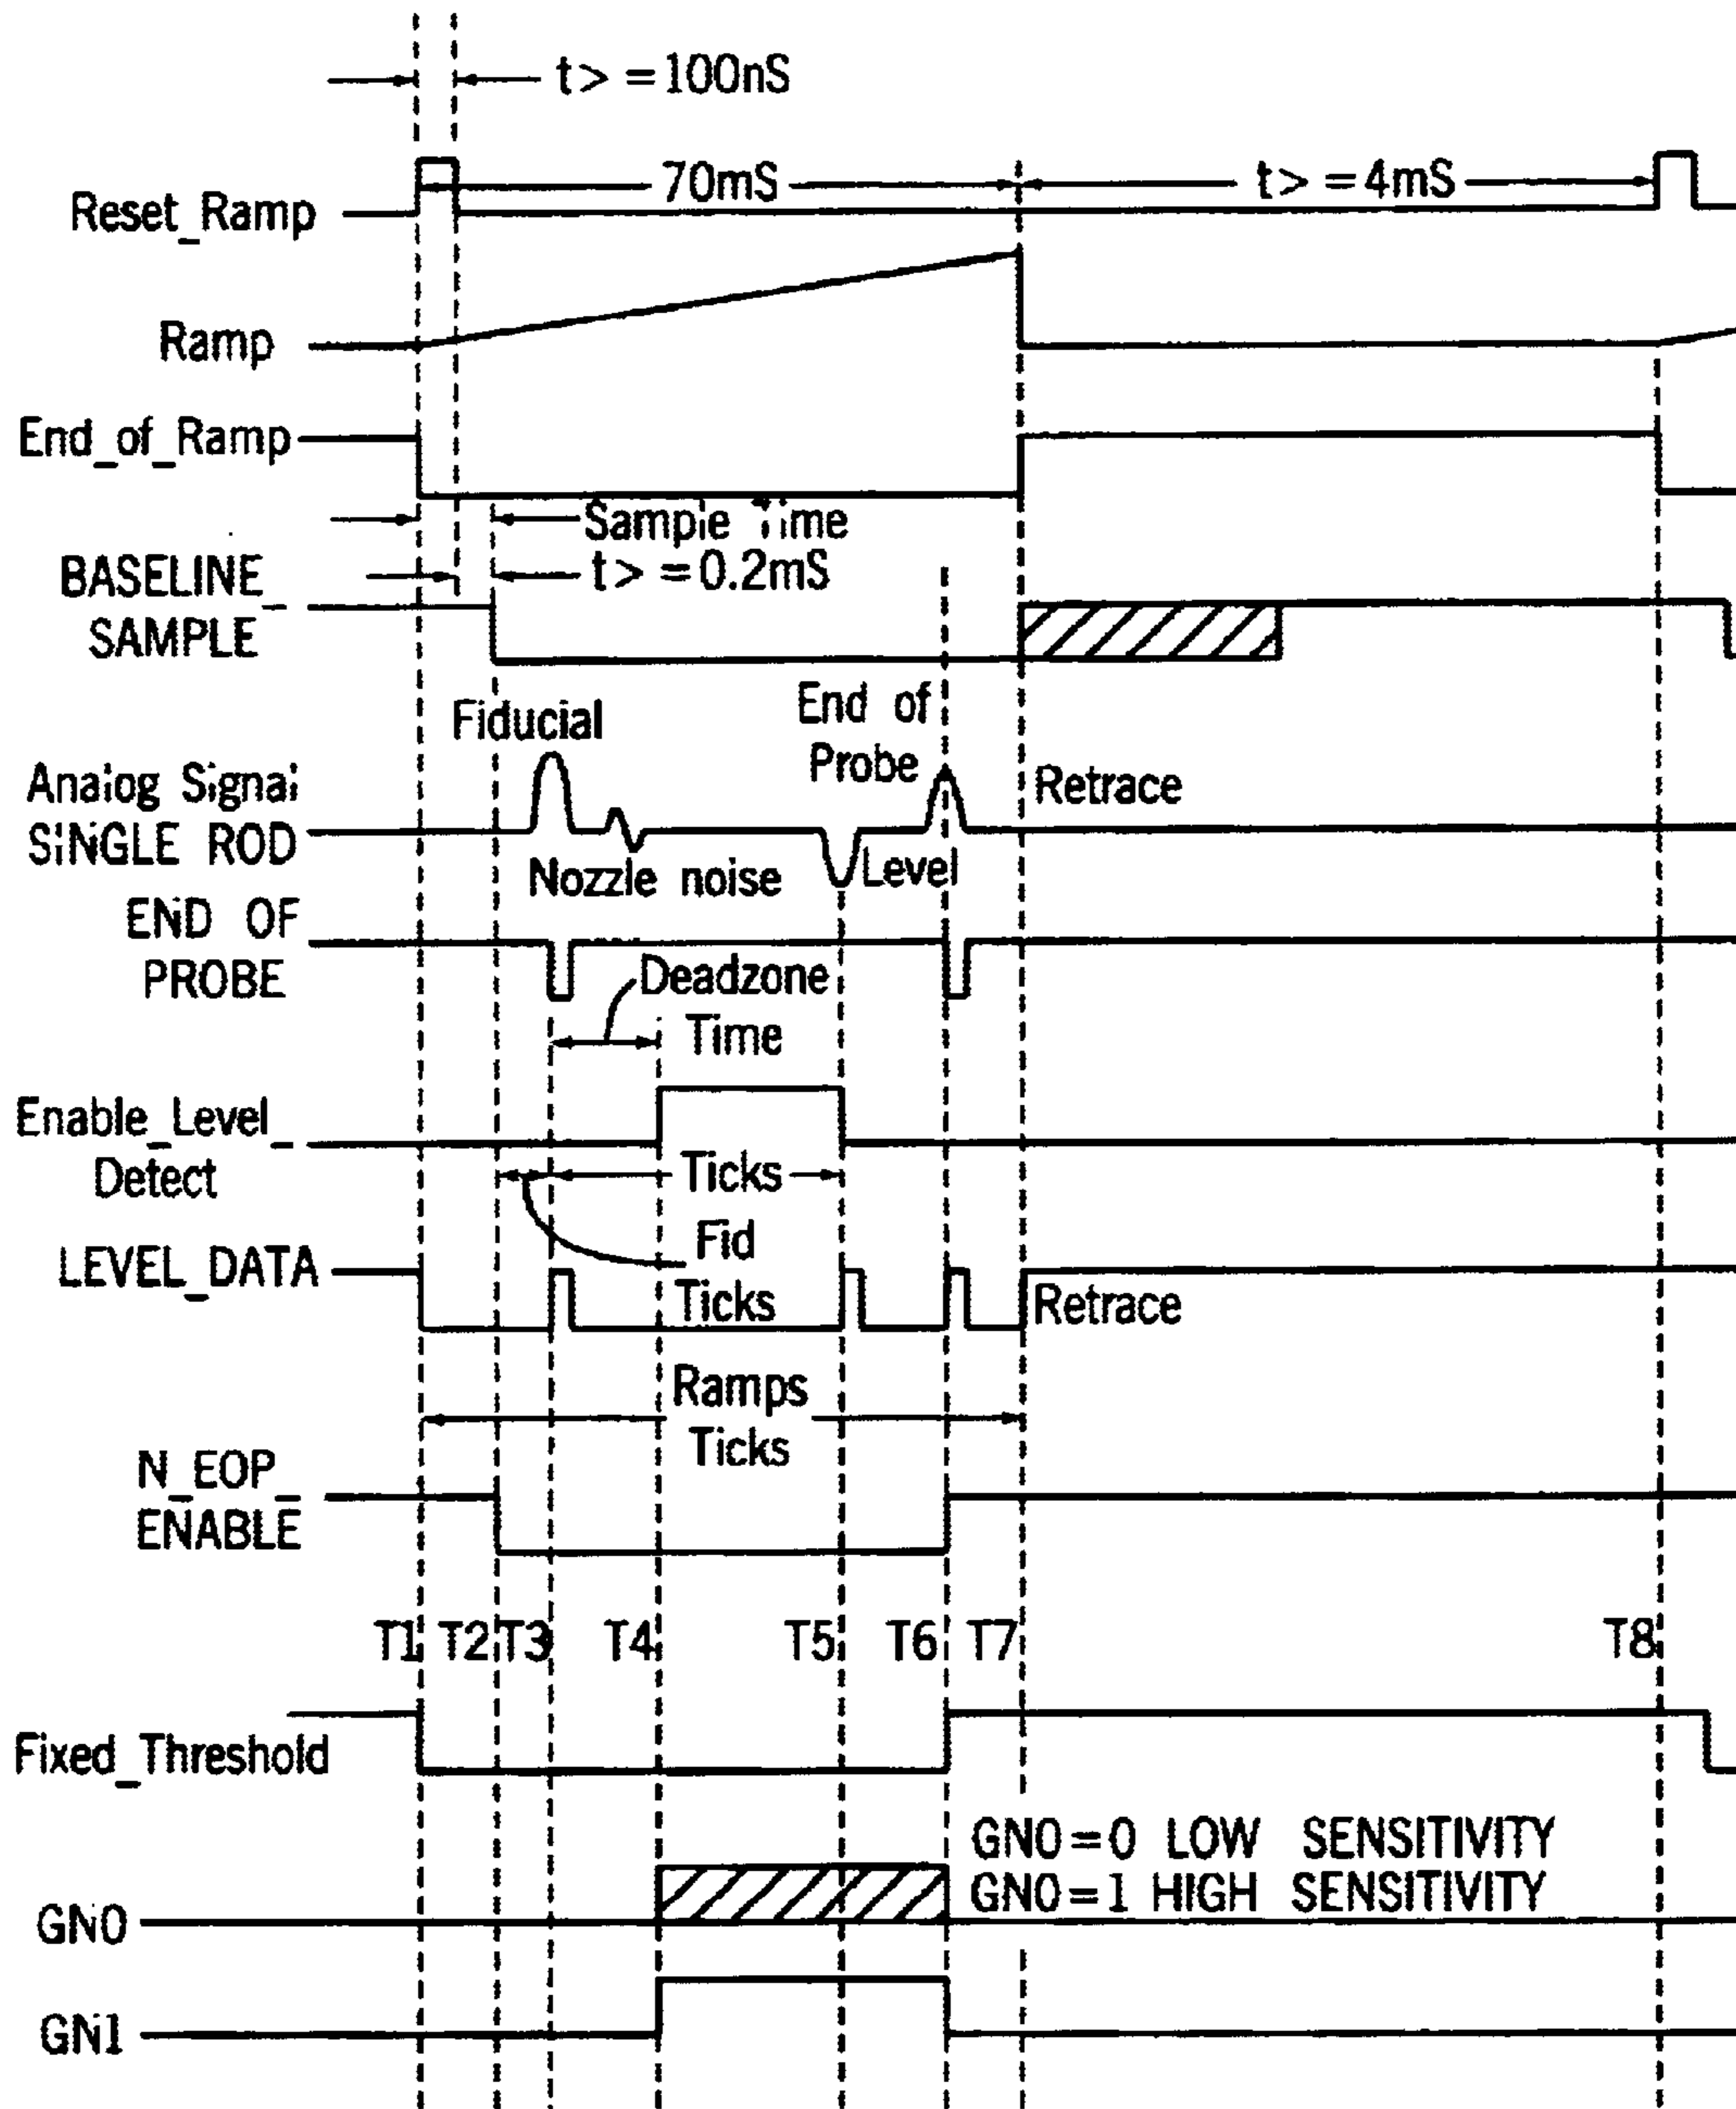 t>=100nS
70mS
t>=4mS
Reset_Ramp
Ramp
End_of_Ramp
Sample Time
t>=0.2mS
BASELINE_
SAMPLE
Fiducial
End of
Probe
Analog Signal
SINGLE ROD
Retrace
Nozzle noise
Level
END OF
PROBE
Deadzone
Time
Enable_Level_
Detect
Ticks
Fid
Ticks
LEVEL_DATA
Retrace
Ramps
Ticks
N_EOP_
ENABLE
T1 T2 T3 T4 T5 T6 T7 T8
Fixed_Threshold
GN0=0 LOW SENSITIVITY
GN0=1 HIGH SENSITIVITY
GN0
GN1